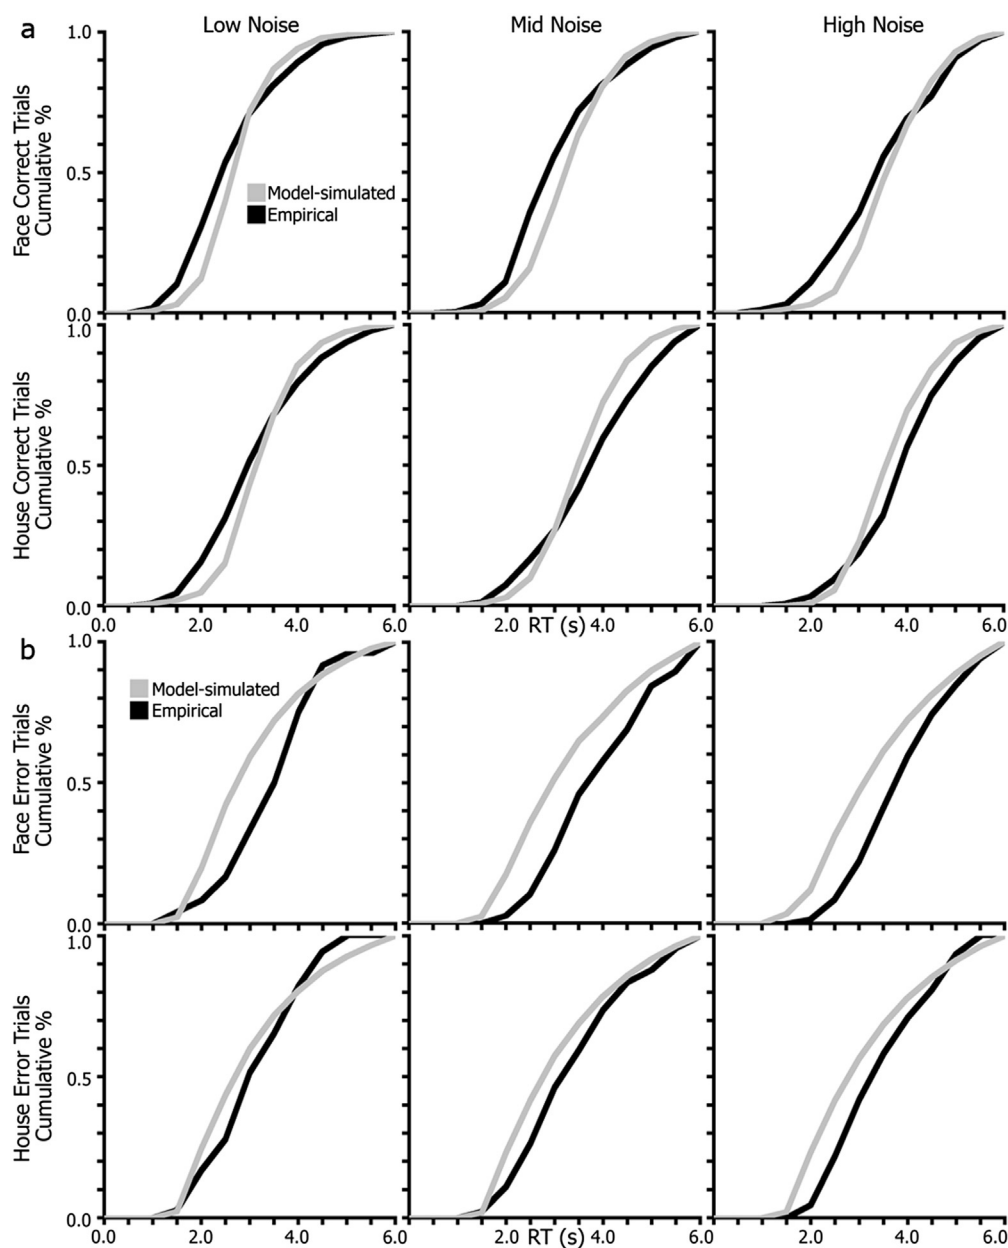 a
Low Noise Mid Noise High Noise
Face Correct Trials
Cumulative %
1.0
0.5
0.0
Model-simulated
Empirical
House Correct Trials
Cumulative %
1.0
0.5
0.0
0.0 2.0 4.0 6.0 2.0 RT (s) 4.0 6.0 2.0 4.0 6.0
b
Face Error Trials
Cumulative %
1.0
0.5
0.0
Model-simulated
Empirical
House Error Trials
Cumulative %
1.0
0.5
0.0
0.0 2.0 4.0 6.0 2.0 RT (s) 4.0 6.0 2.0 4.0 6.0